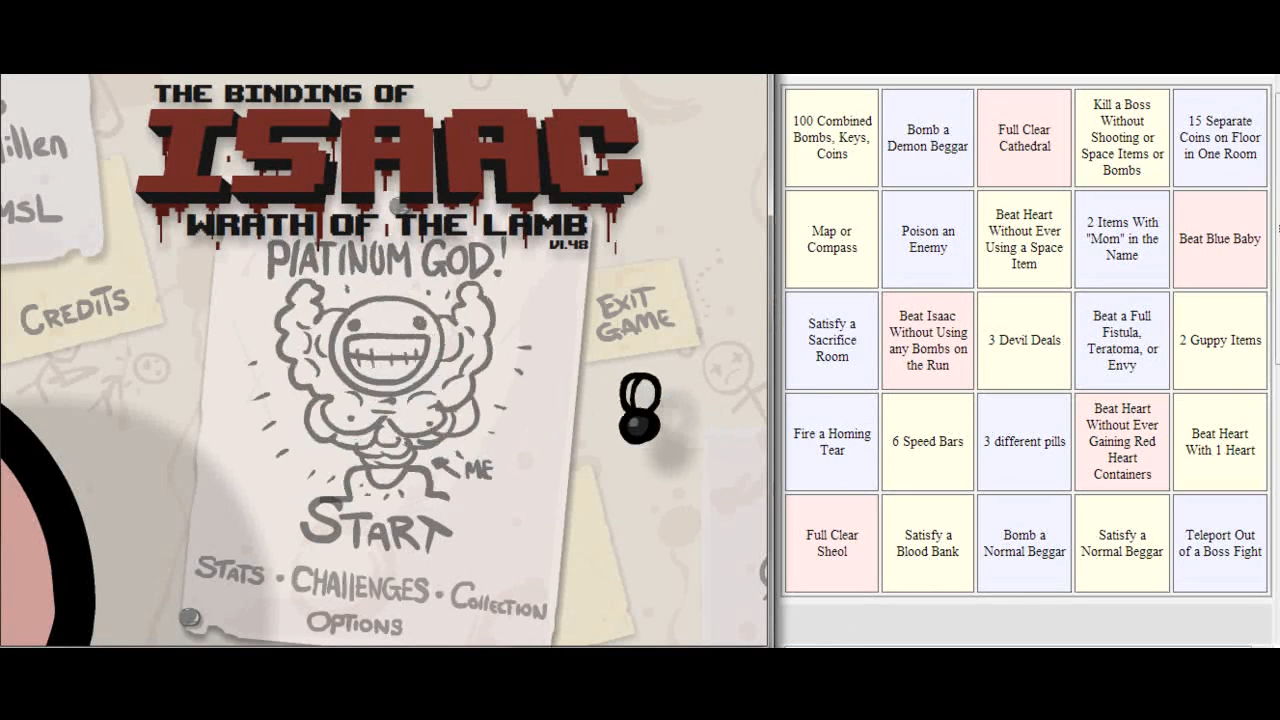 THE BINDING OF
ISAAC
WRATH OF THE LAMB
v1.48
PLATINUM GOD!
MSL
CREDITS
EXIT
GAME
ME
START
STATS • CHALLENGES • COLLECTION
OPTIONS
100 Combined
Bombs, Keys,
Coins
Bomb a
Demon Beggar
Full Clear
Cathedral
Kill a Boss
Without
Shooting or
Space Items or
Bombs
15 Separate
Coins on Floor
in One Room
Map or
Compass
Poison an
Enemy
Beat Heart
Without Ever
Using a Space
Item
2 Items With
"Mom" in the
Name
Beat Blue Baby
Satisfy a
Sacrifice
Room
Beat Isaac
Without Using
any Bombs on
the Run
3 Devil Deals
Beat a Full
Fistula,
Teratoma, or
Envy
2 Guppy Items
Fire a Homing
Tear
6 Speed Bars
3 different pills
Beat Heart
Without Ever
Gaining Red
Heart
Containers
Beat Heart
With 1 Heart
Full Clear
Sheol
Satisfy a
Blood Bank
Bomb a
Normal Beggar
Satisfy a
Normal Beggar
Teleport Out
of a Boss Fight